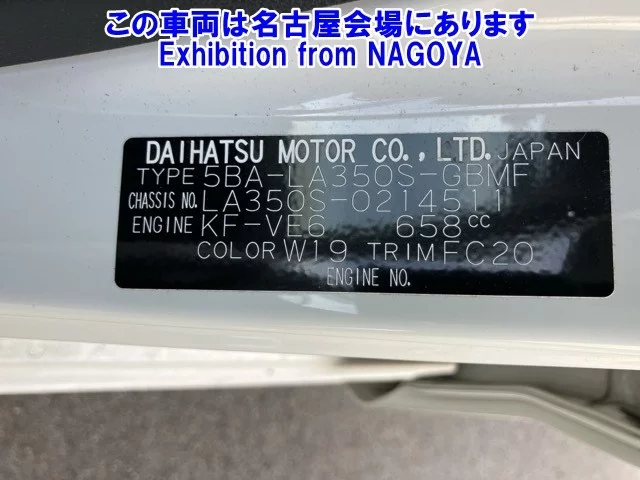 この車両は名古屋会場にあります
Exhibition from NAGOYA
DAIHATSU MOTOR CO., LTD. JAPAN
TYPE 5BA-LA350S-GBMF
CHASSIS NO. LA350S-0214511
ENGINE KF-VE6 658cc
COLOR W19 TRIM FC20
ENGINE NO.